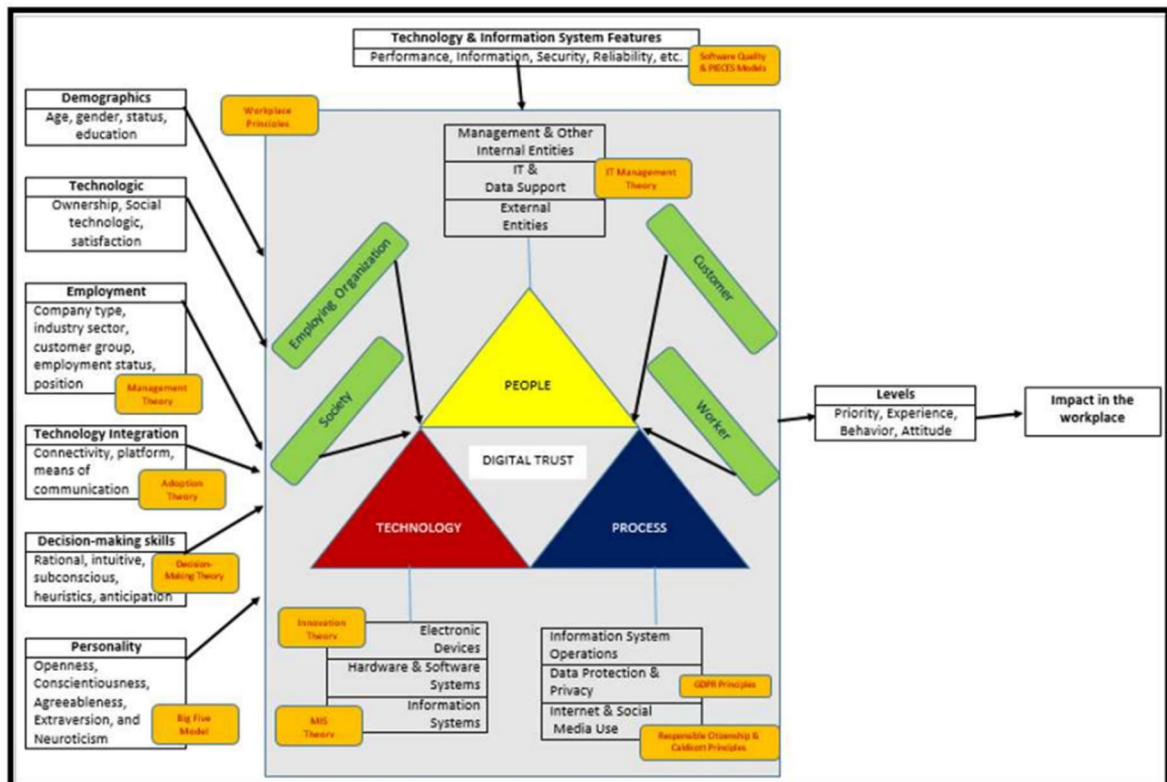 Technology & Information System Features
Performance, Information, Security, Reliability, etc.
Software Quality
& PIECES Models
Demographics
Age, gender, status,
education
Workplace
Principles
Management & Other
Internal Entities
IT &
Data Support
External
Entities
IT Management
Theory
Technologic
Ownership, Social
technologic,
satisfaction
Employing Organization
Customer
Employment
Company type,
industry sector,
customer group,
employment status,
position
Management
Theory
Society
PEOPLE
Worker
Levels
Priority, Experience,
Behavior, Attitude
Impact in the
workplace
Technology Integration
Connectivity, platform,
means of
communication
Adoption
Theory
DIGITAL TRUST
TECHNOLOGY
PROCESS
Decision-making skills
Rational, intuitive,
subconscious,
heuristics, anticipation
Decision-
Making Theory
Personality
Openness,
Conscientiousness,
Agreeableness,
Extraversion, and
Neuroticism
Big Five
Model
Innovation
Theory
Electronic
Devices
Hardware & Software
Systems
Information
Systems
MIS
Theory
Information System
Operations
Data Protection &
Privacy
Internet & Social
Media Use
GDPR Principles
Responsible Citizenship &
Caldicott Principles